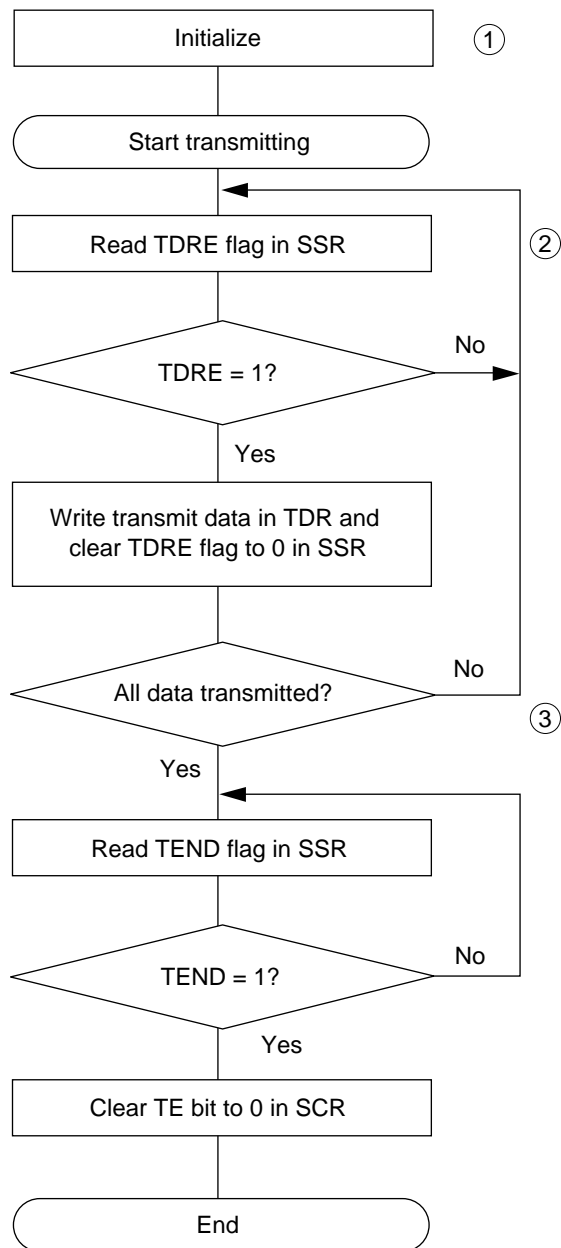 Initialize
1
Start transmitting
Read TDRE flag in SSR
2
TDRE = 1?
No
Yes
Write transmit data in TDR and
clear TDRE flag to 0 in SSR
All data transmitted?
No
3
Yes
Read TEND flag in SSR
TEND = 1?
No
Yes
Clear TE bit to 0 in SCR
End